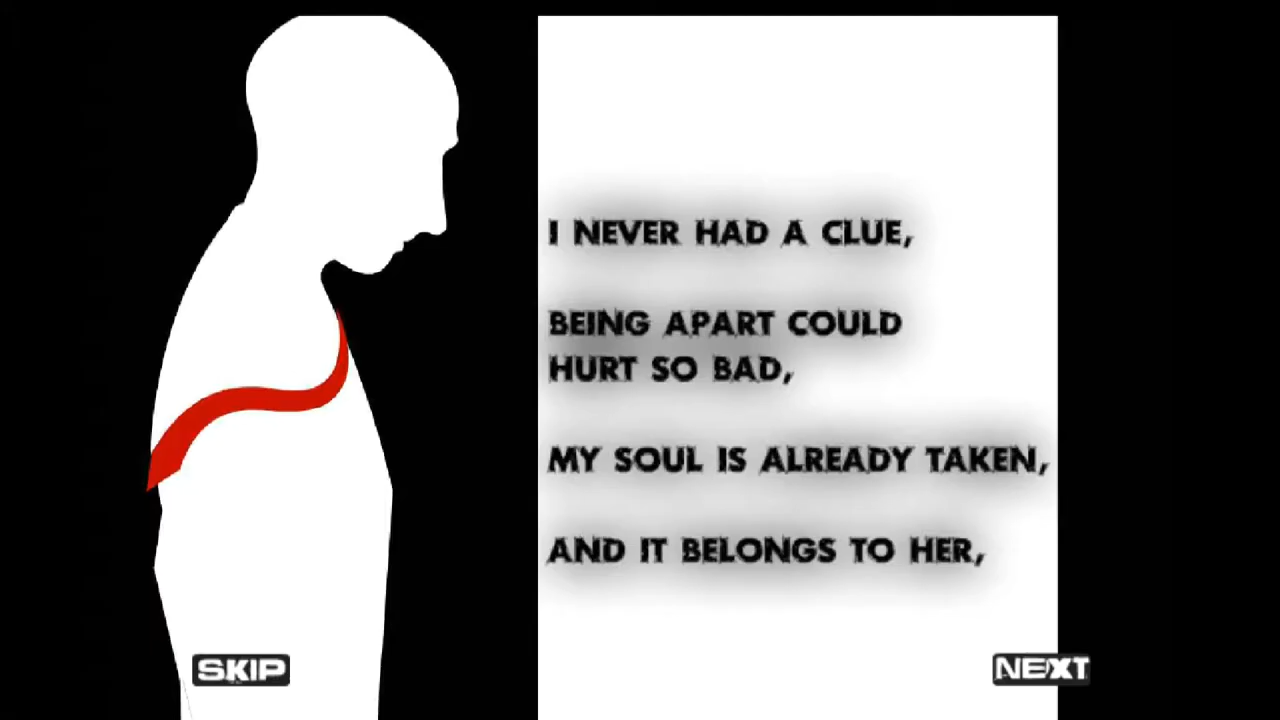 I NEVER HAD A CLUE,
BEING APART COULD
HURT SO BAD,
MY SOUL IS ALREADY TAKEN,
AND IT BELONGS TO HER,
SKIP
NEXT